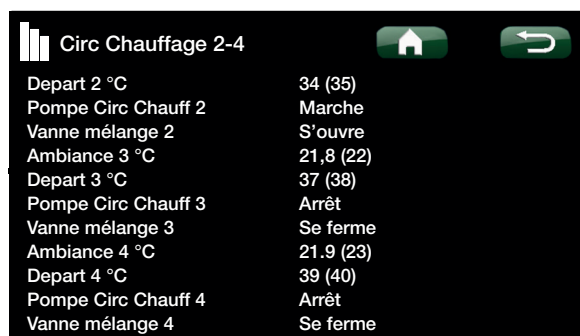 Circ Chauffage 2-4
Depart 2 °C 34 (35)
Pompe Circ Chauff 2 Marche
Vanne mélange 2 S'ouvre
Ambiance 3 °C 21,8 (22)
Depart 3 °C 37 (38)
Pompe Circ Chauff 3 Arrêt
Vanne mélange 3 Se ferme
Ambiance 4 °C 21.9 (23)
Depart 4 °C 39 (40)
Pompe Circ Chauff 4 Arrêt
Vanne mélange 4 Se ferme